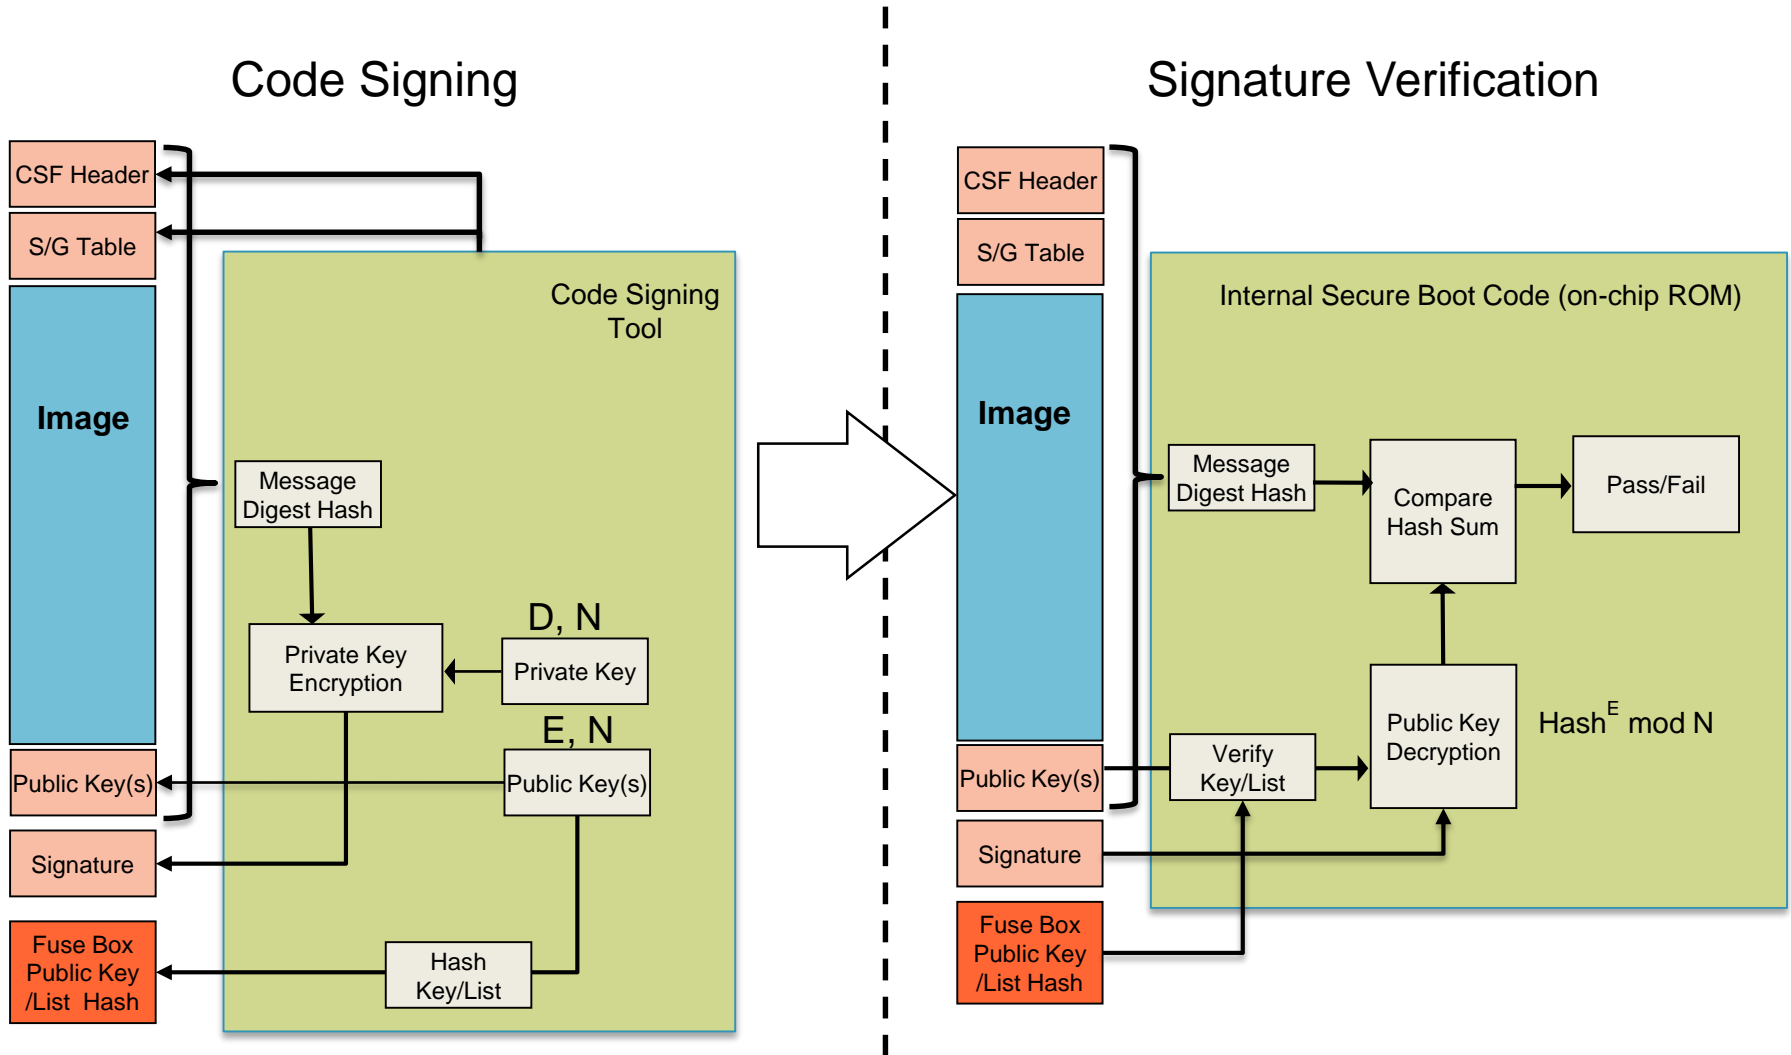 Code Signing
CSF Header
S/G Table
Code Signing
Tool
Image
Message
Digest Hash
D, N
Private Key
Encryption
Private Key
E, N
Public Key(s)
Public Key(s)
Signature
Fuse Box
Public Key
/List Hash
Hash
Key/List
Signature Verification
CSF Header
S/G Table
Internal Secure Boot Code (on-chip ROM)
Image
Message
Digest Hash
Compare
Hash Sum
Pass/Fail
Public Key
Decryption
Hash^E mod N
Verify
Key/List
Public Key(s)
Signature
Fuse Box
Public Key
/List Hash